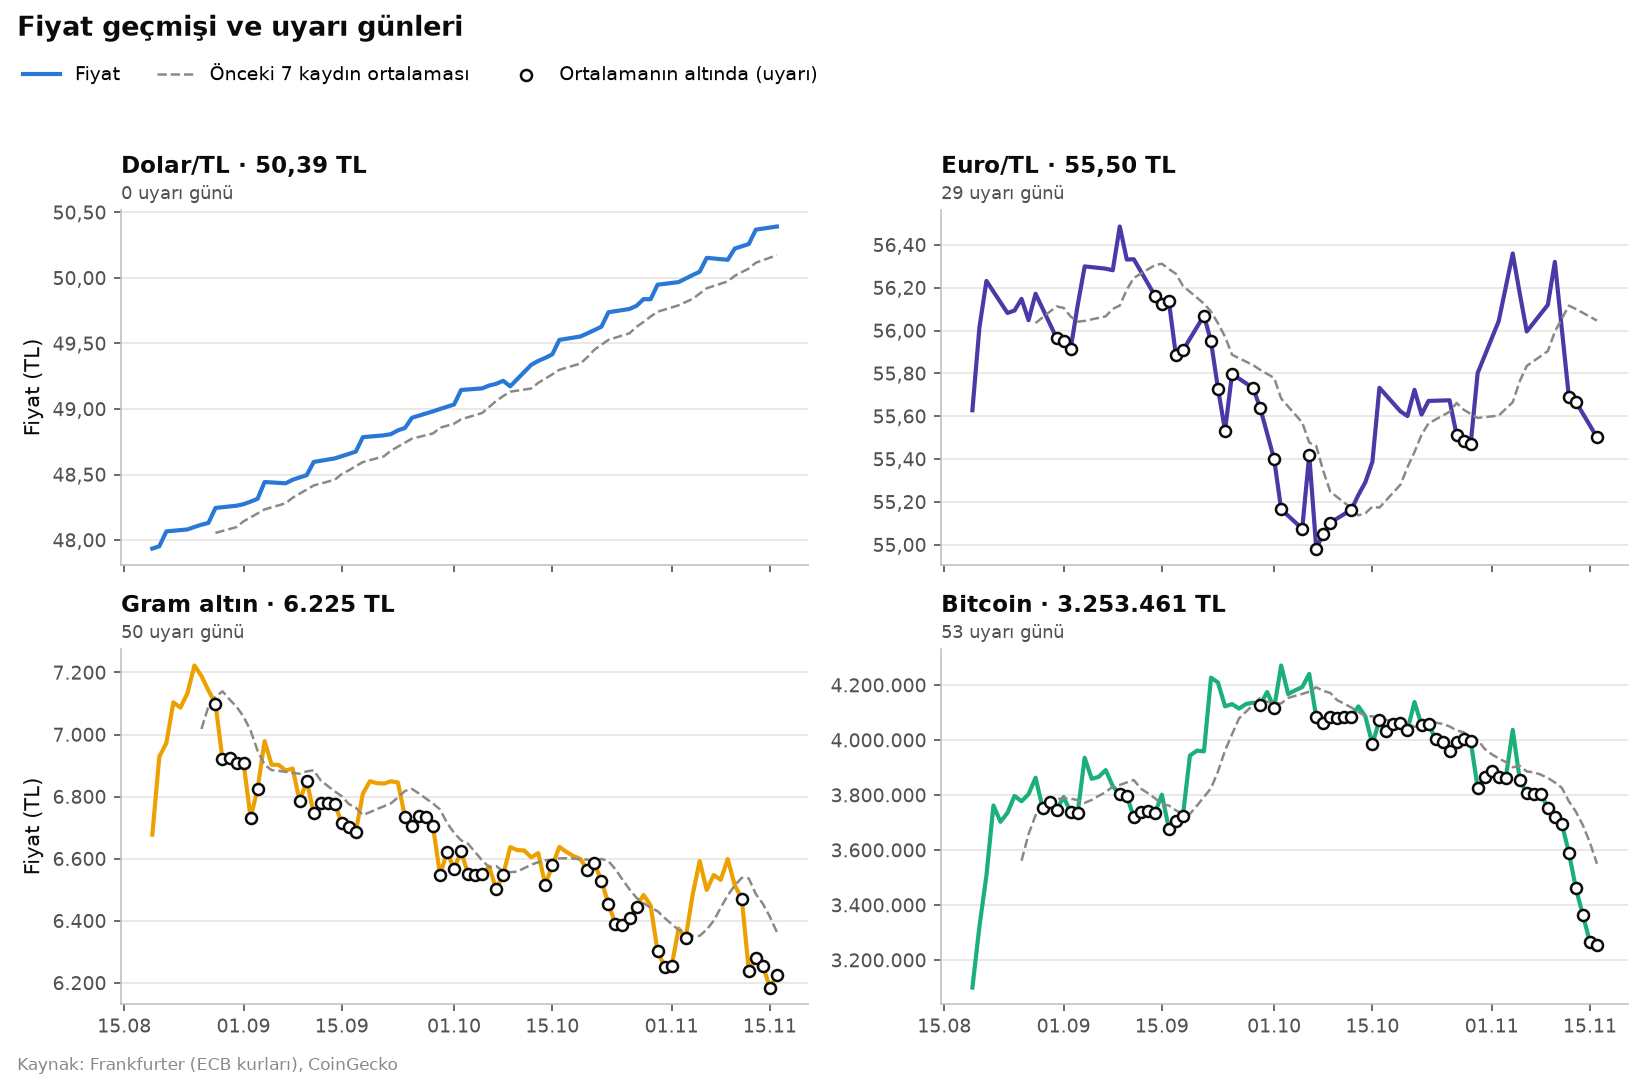 Fiyat geçmişi ve uyarı günleri
Fiyat
Önceki 7 kaydın ortalaması
Ortalamanın altında (uyarı)
Dolar/TL · 50,39 TL
0 uyarı günü
50,50
50,00
49,50
49,00
48,50
48,00
Fiyat (TL)
Euro/TL · 55,50 TL
29 uyarı günü
56,40
56,20
56,00
55,80
55,60
55,40
55,20
55,00
Gram altın · 6.225 TL
50 uyarı günü
7.200
7.000
6.800
6.600
6.400
6.200
Fiyat (TL)
15.08 01.09 15.09 01.10 15.10 01.11 15.11
Bitcoin · 3.253.461 TL
53 uyarı günü
4.200.000
4.000.000
3.800.000
3.600.000
3.400.000
3.200.000
15.08 01.09 15.09 01.10 15.10 01.11 15.11
Kaynak: Frankfurter (ECB kurları), CoinGecko